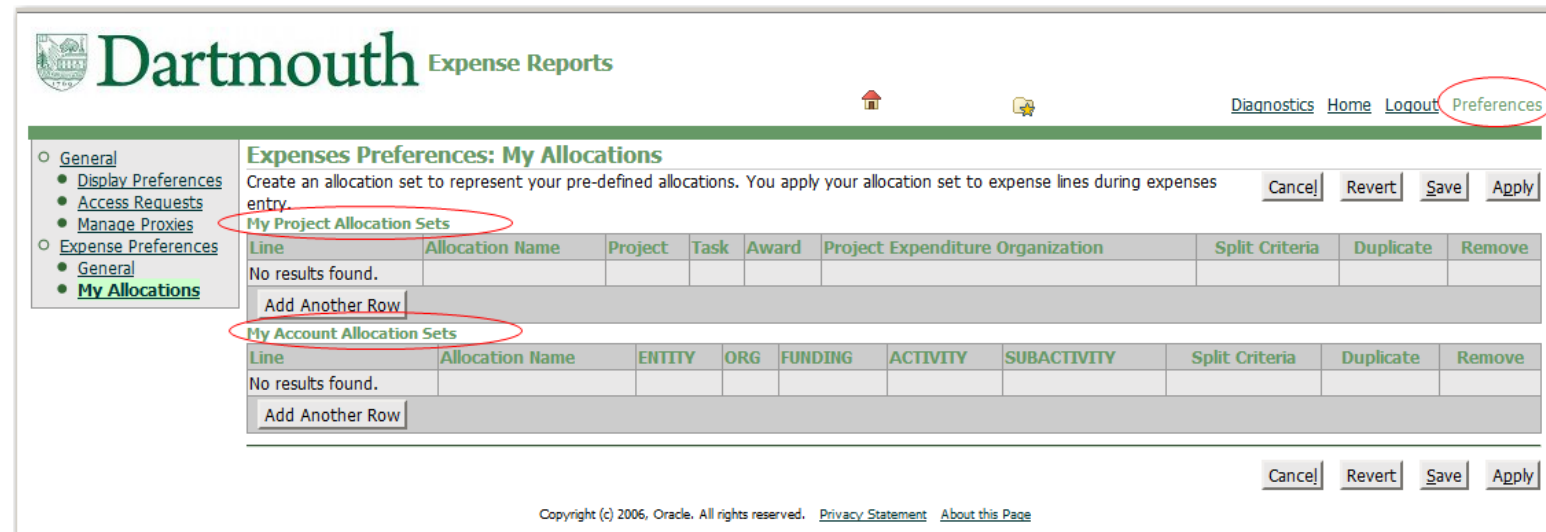 Dartmouth Expense Reports
Diagnostics Home Logout Preferences
General
Display Preferences
Access Requests
Manage Proxies
Expense Preferences
General
My Allocations
Expenses Preferences: My Allocations
Create an allocation set to represent your pre-defined allocations. You apply your allocation set to expense lines during expenses
entry.
Cancel Revert Save Apply
My Project Allocation Sets
Line Allocation Name Project Task Award Project Expenditure Organization Split Criteria Duplicate Remove
No results found.
Add Another Row
My Account Allocation Sets
Line Allocation Name ENTITY ORG FUNDING ACTIVITY SUBACTIVITY Split Criteria Duplicate Remove
No results found.
Add Another Row
Cancel Revert Save Apply
Copyright (c) 2006, Oracle. All rights reserved. Privacy Statement About this Page